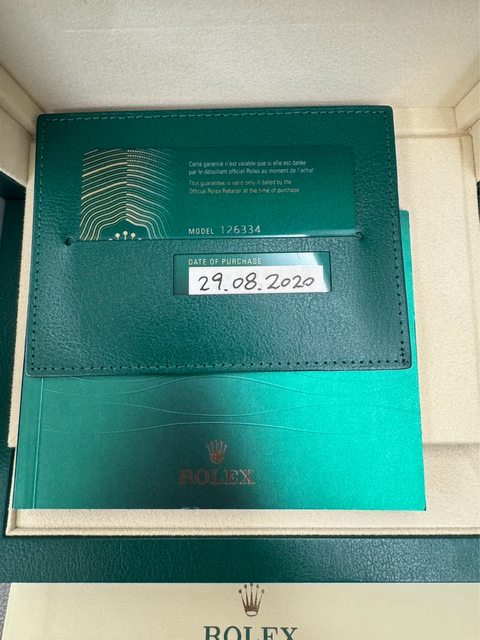 Cette garantie n'est valable que si elle est datée
par le détaillant officiel Rolex au moment de l'achat
This guarantee is valid only if dated by the
Official Rolex Retailer at the time of purchase
MODEL 126334
DATE OF PURCHASE
29.08.2020
ROLEX
ROLEX